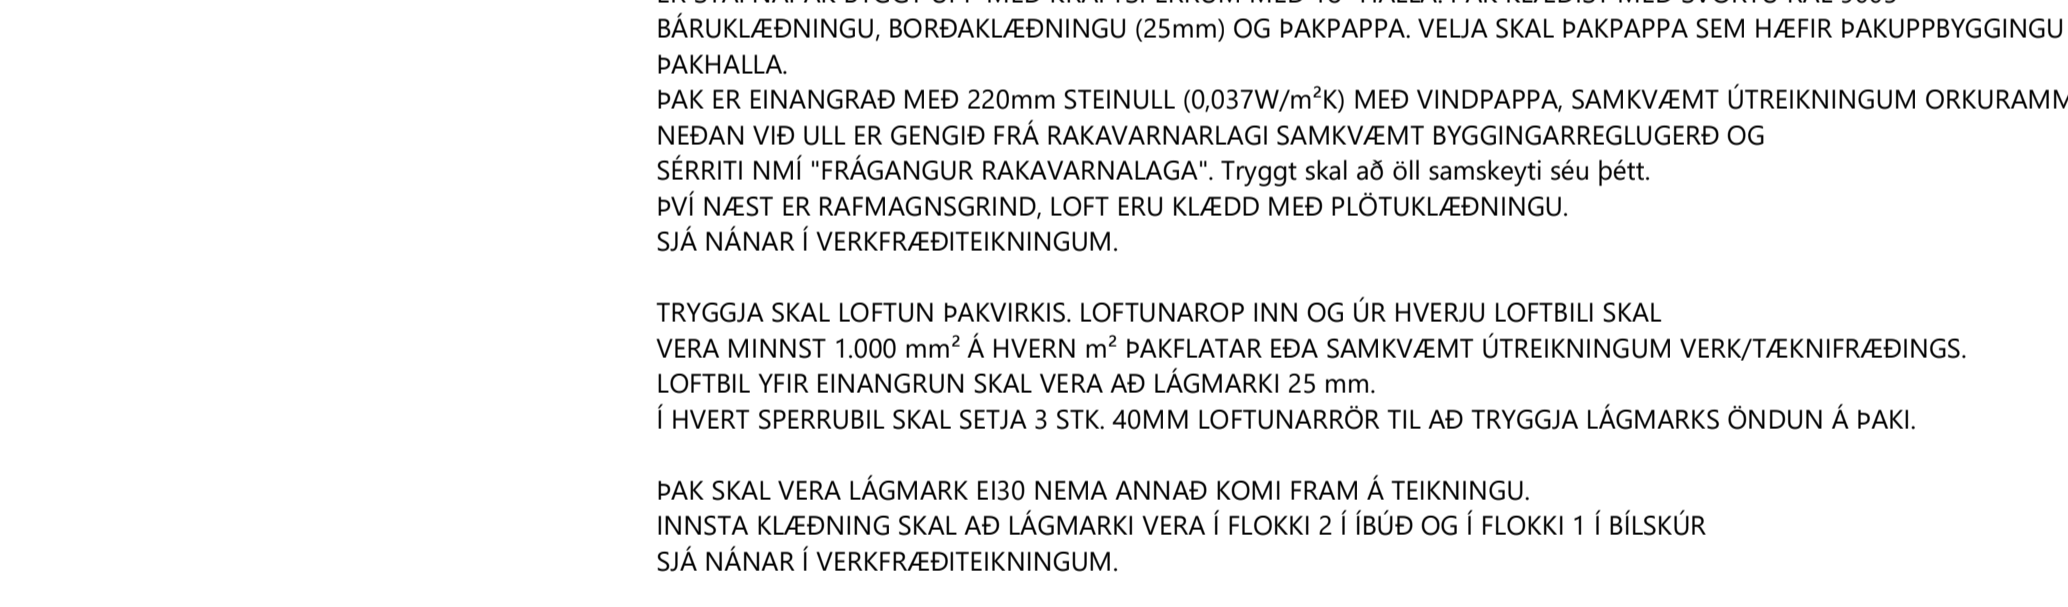 BÁRUKLÆÐNINGU, BORÐAKLÆÐNINGU (25mm) OG ÞAKPAPPA. VELJA SKAL ÞAKPAPPA SEM HÆFIR ÞAKUPPBYGGINGU
ÞAKHALLA.
ÞAK ER EINANGRAÐ MEÐ 220mm STEINULL (0,037W/m²K) MEÐ VINDPAPPA, SAMKVÆMT ÚTREIKNINGUM ORKURAMM
NEÐAN VIÐ ULL ER GENGIÐ FRÁ RAKAVARNARLAGI SAMKVÆMT BYGGINGARREGLUGERÐ OG
SÉRRITI NMÍ "FRÁGANGUR RAKAVARNALAGA". Tryggt skal að öll samskeyti séu þétt.
ÞVÍ NÆST ER RAFMAGNSGRIND, LOFT ERU KLÆDD MEÐ PLÖTUKLÆÐNINGU.
SJÁ NÁNAR Í VERKFRÆÐITEIKNINGUM.
TRYGGJA SKAL LOFTUN ÞAKVIRKIS. LOFTUNAROP INN OG ÚR HVERJU LOFTBILI SKAL
VERA MINNST 1.000 mm² Á HVERN m² ÞAKFLATAR EÐA SAMKVÆMT ÚTREIKNINGUM VERK/TÆKNIFRÆÐINGS.
LOFTBIL YFIR EINANGRUN SKAL VERA AÐ LÁGMARKI 25 mm.
Í HVERT SPERRUBIL SKAL SETJA 3 STK. 40MM LOFTUNARRÖR TIL AÐ TRYGGJA LÁGMARKS ÖNDUN Á ÞAKI.
ÞAK SKAL VERA LÁGMARK EI30 NEMA ANNAÐ KOMI FRAM Á TEIKNINGU.
INNSTA KLÆÐNING SKAL AÐ LÁGMARKI VERA Í FLOKKI 2 Í ÍBÚÐ OG Í FLOKKI 1 Í BÍLSKÚR
SJÁ NÁNAR Í VERKFRÆÐITEIKNINGUM.